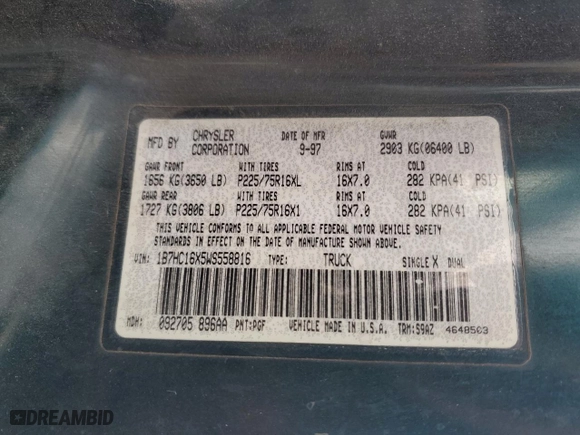 MFD BY CHRYSLER CORPORATION DATE OF MFR 9-97 GVWR 2903 KG(06400 LB)
GAWR FRONT WITH TIRES RIMS AT COLD
1656 KG(3650 LB) P225/75R16XL 16X7.0 282 KPA(41 PSI)
GAWR REAR WITH TIRES RIMS AT COLD
1727 KG(3806 LB) P225/75R16X1 16X7.0 282 KPA(41 PSI)
THIS VEHICLE CONFORMS TO ALL APPLICABLE FEDERAL MOTOR VEHICLE SAFETY
STANDARDS IN EFFECT ON THE DATE OF MANUFACTURE SHOWN ABOVE.
VIN: 1B7HC16X5WS558816 TYPE: TRUCK SINGLE X DUAL
MDH: 092705 896AA PNT:PGF VEHICLE MADE IN U.S.A. TRM:S9AZ 4648503
DREAMBID